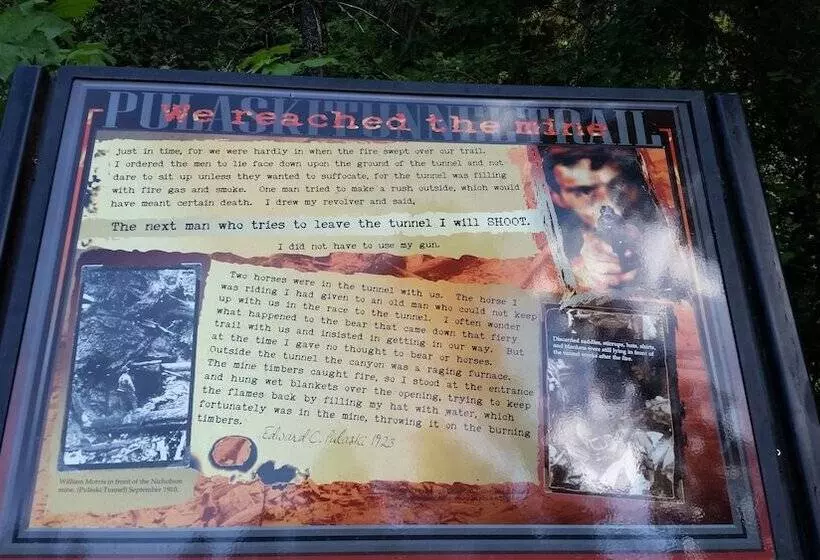 PULASKI TUNNEL TRAIL
We reached the mine
just in time, for we were hardly in when the fire swept over our trail.
I ordered the men to lie face down upon the ground of the tunnel and not
dare to sit up unless they wanted to suffocate, for the tunnel was filling
with fire gas and smoke. One man tried to make a rush outside, which would
have meant certain death. I drew my revolver and said,
The next man who tries to leave the tunnel I will SHOOT.
I did not have to use my gun.
Two horses were in the tunnel with us. The horse I
was riding I had given to an old man who could not keep
up with us in the race to the tunnel. I often wonder
what happened to the bear that came down that fiery
trail with us and insisted in getting in our way. But
at the time I gave no thought to bear or horses.
Outside the tunnel the canyon was a raging furnace.
The mine timbers caught fire, so I stood at the entrance
and hung wet blankets over the opening, trying to keep
the flames back by filling my hat with water, which
fortunately was in the mine, throwing it on the burning
timbers.
Edward C. Pulaski 1923
William Morris in front of the Nicholson
mine. (Pulaski Tunnel) September 1910.
Discarded saddles, stirrups, hats, shirts,
and blankets were still lying in front of
the tunnel weeks after the fire.